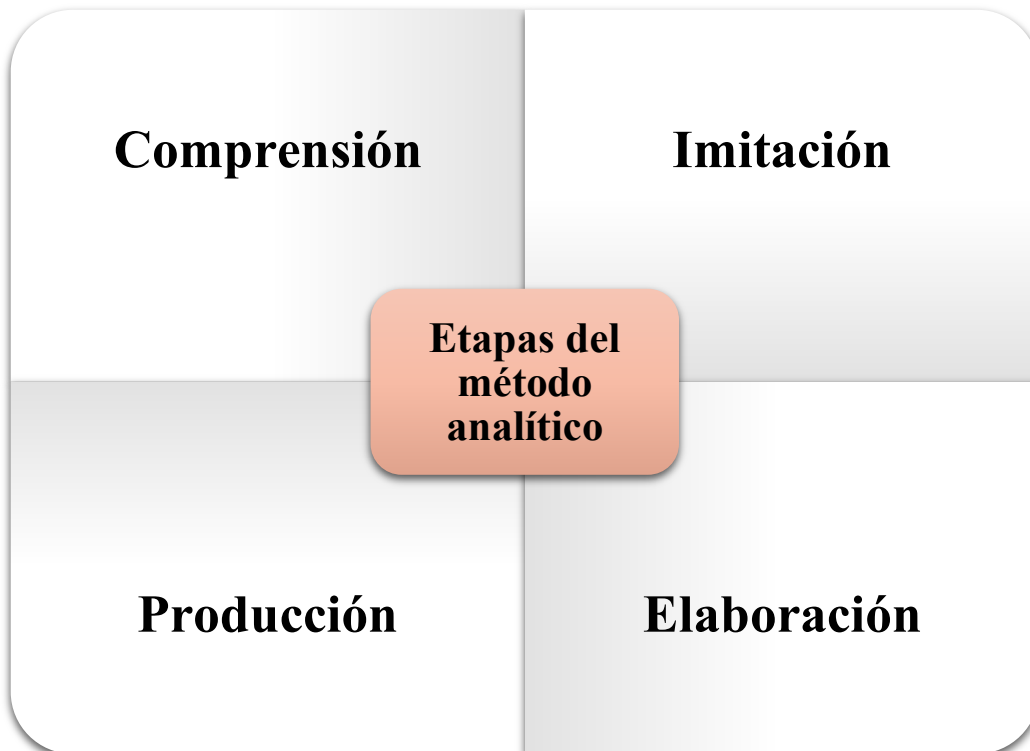 Comprensión
Imitación
Etapas del
método
analítico
Producción
Elaboración